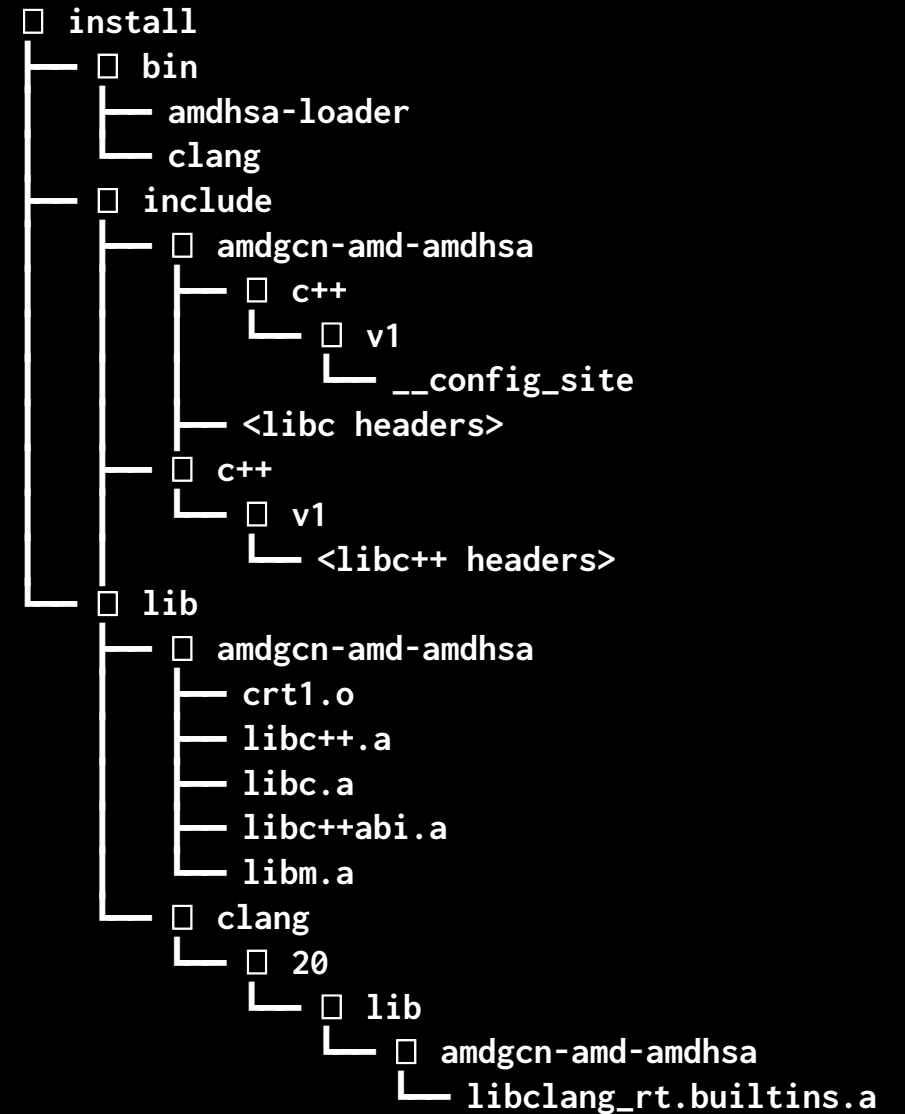 install
bin
amdhsa-loader
clang
include
amdgcn-amd-amdhsa
c++
v1
__config_site
<libc headers>
c++
v1
<libc++ headers>
lib
amdgcn-amd-amdhsa
crt1.o
libc++.a
libc.a
libc++abi.a
libm.a
clang
20
lib
amdgcn-amd-amdhsa
libclang_rt.builtins.a